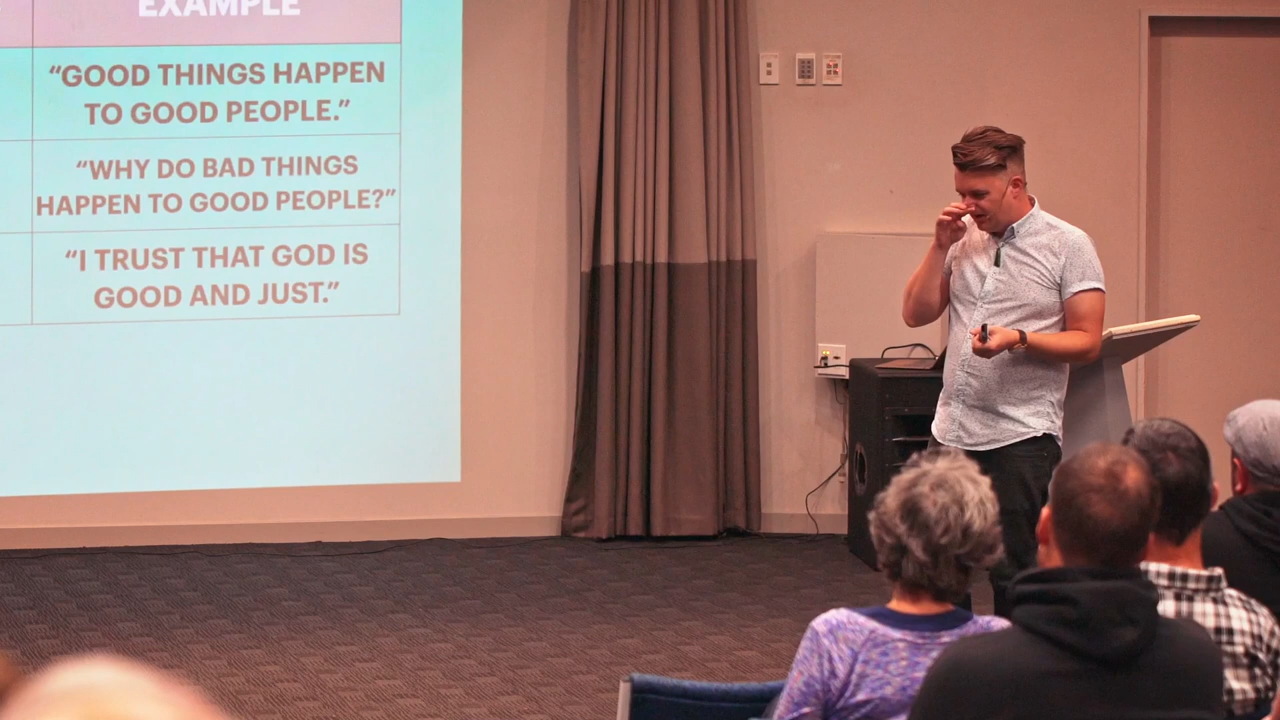 EXAMPLE
“GOOD THINGS HAPPEN
TO GOOD PEOPLE.”
“WHY DO BAD THINGS
HAPPEN TO GOOD PEOPLE?”
“I TRUST THAT GOD IS
GOOD AND JUST.”